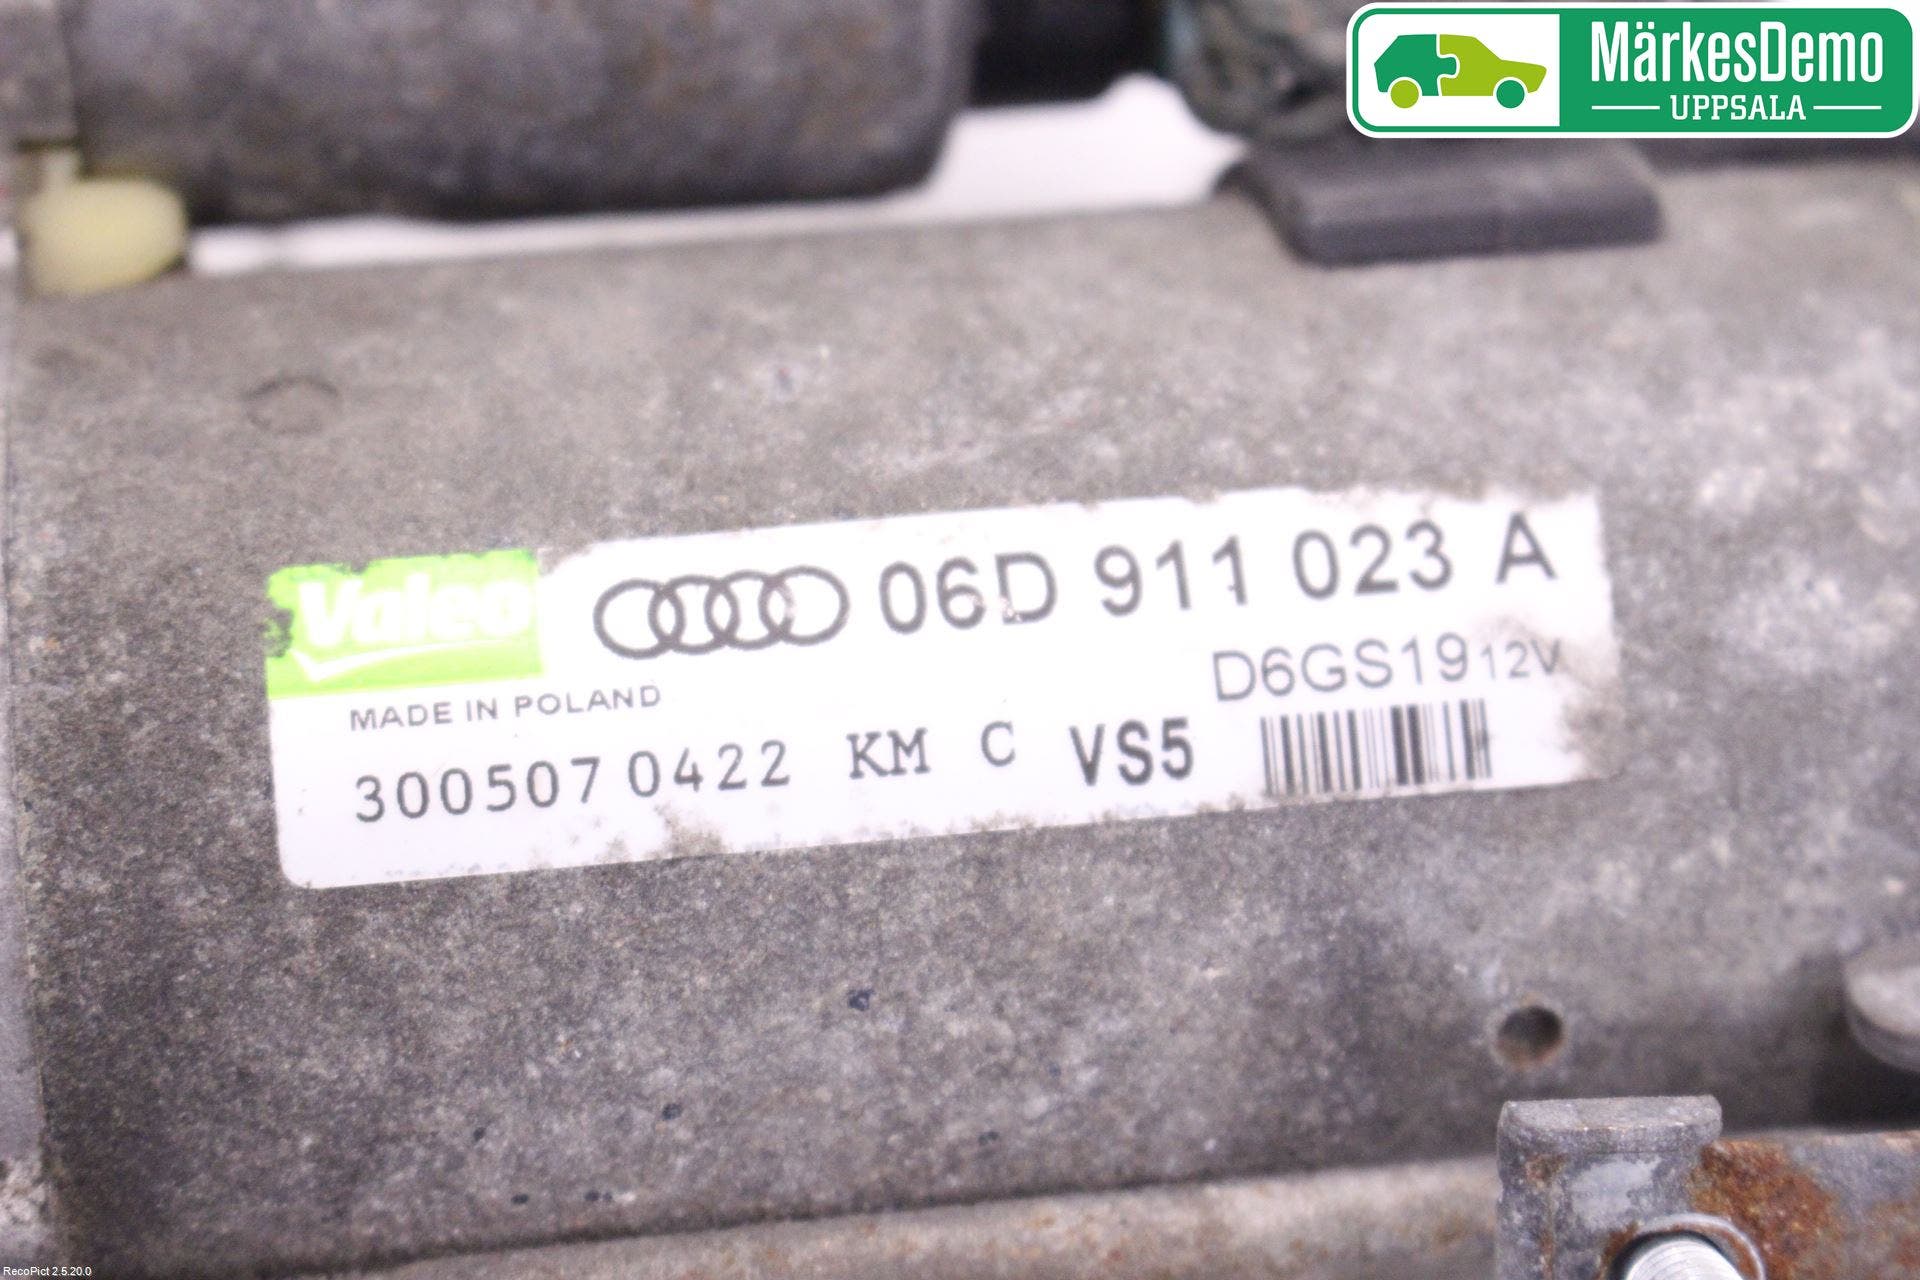 MärkesDemo
UPPSALA
Valeo 06D 911 023 A
D6GS19 12V
MADE IN POLAND
3005070422 KM C VS5
RecoPict 2.5.20.0